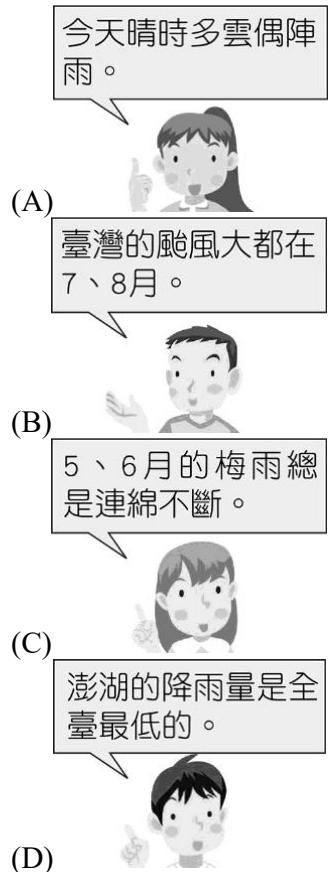 今天晴時多雲偶陣
雨。
(A)
臺灣的颱風大都在
7、8月。
(B)
5、6月的梅雨總
是連綿不斷。
(C)
澎湖的降雨量是全
臺最低的。
(D)